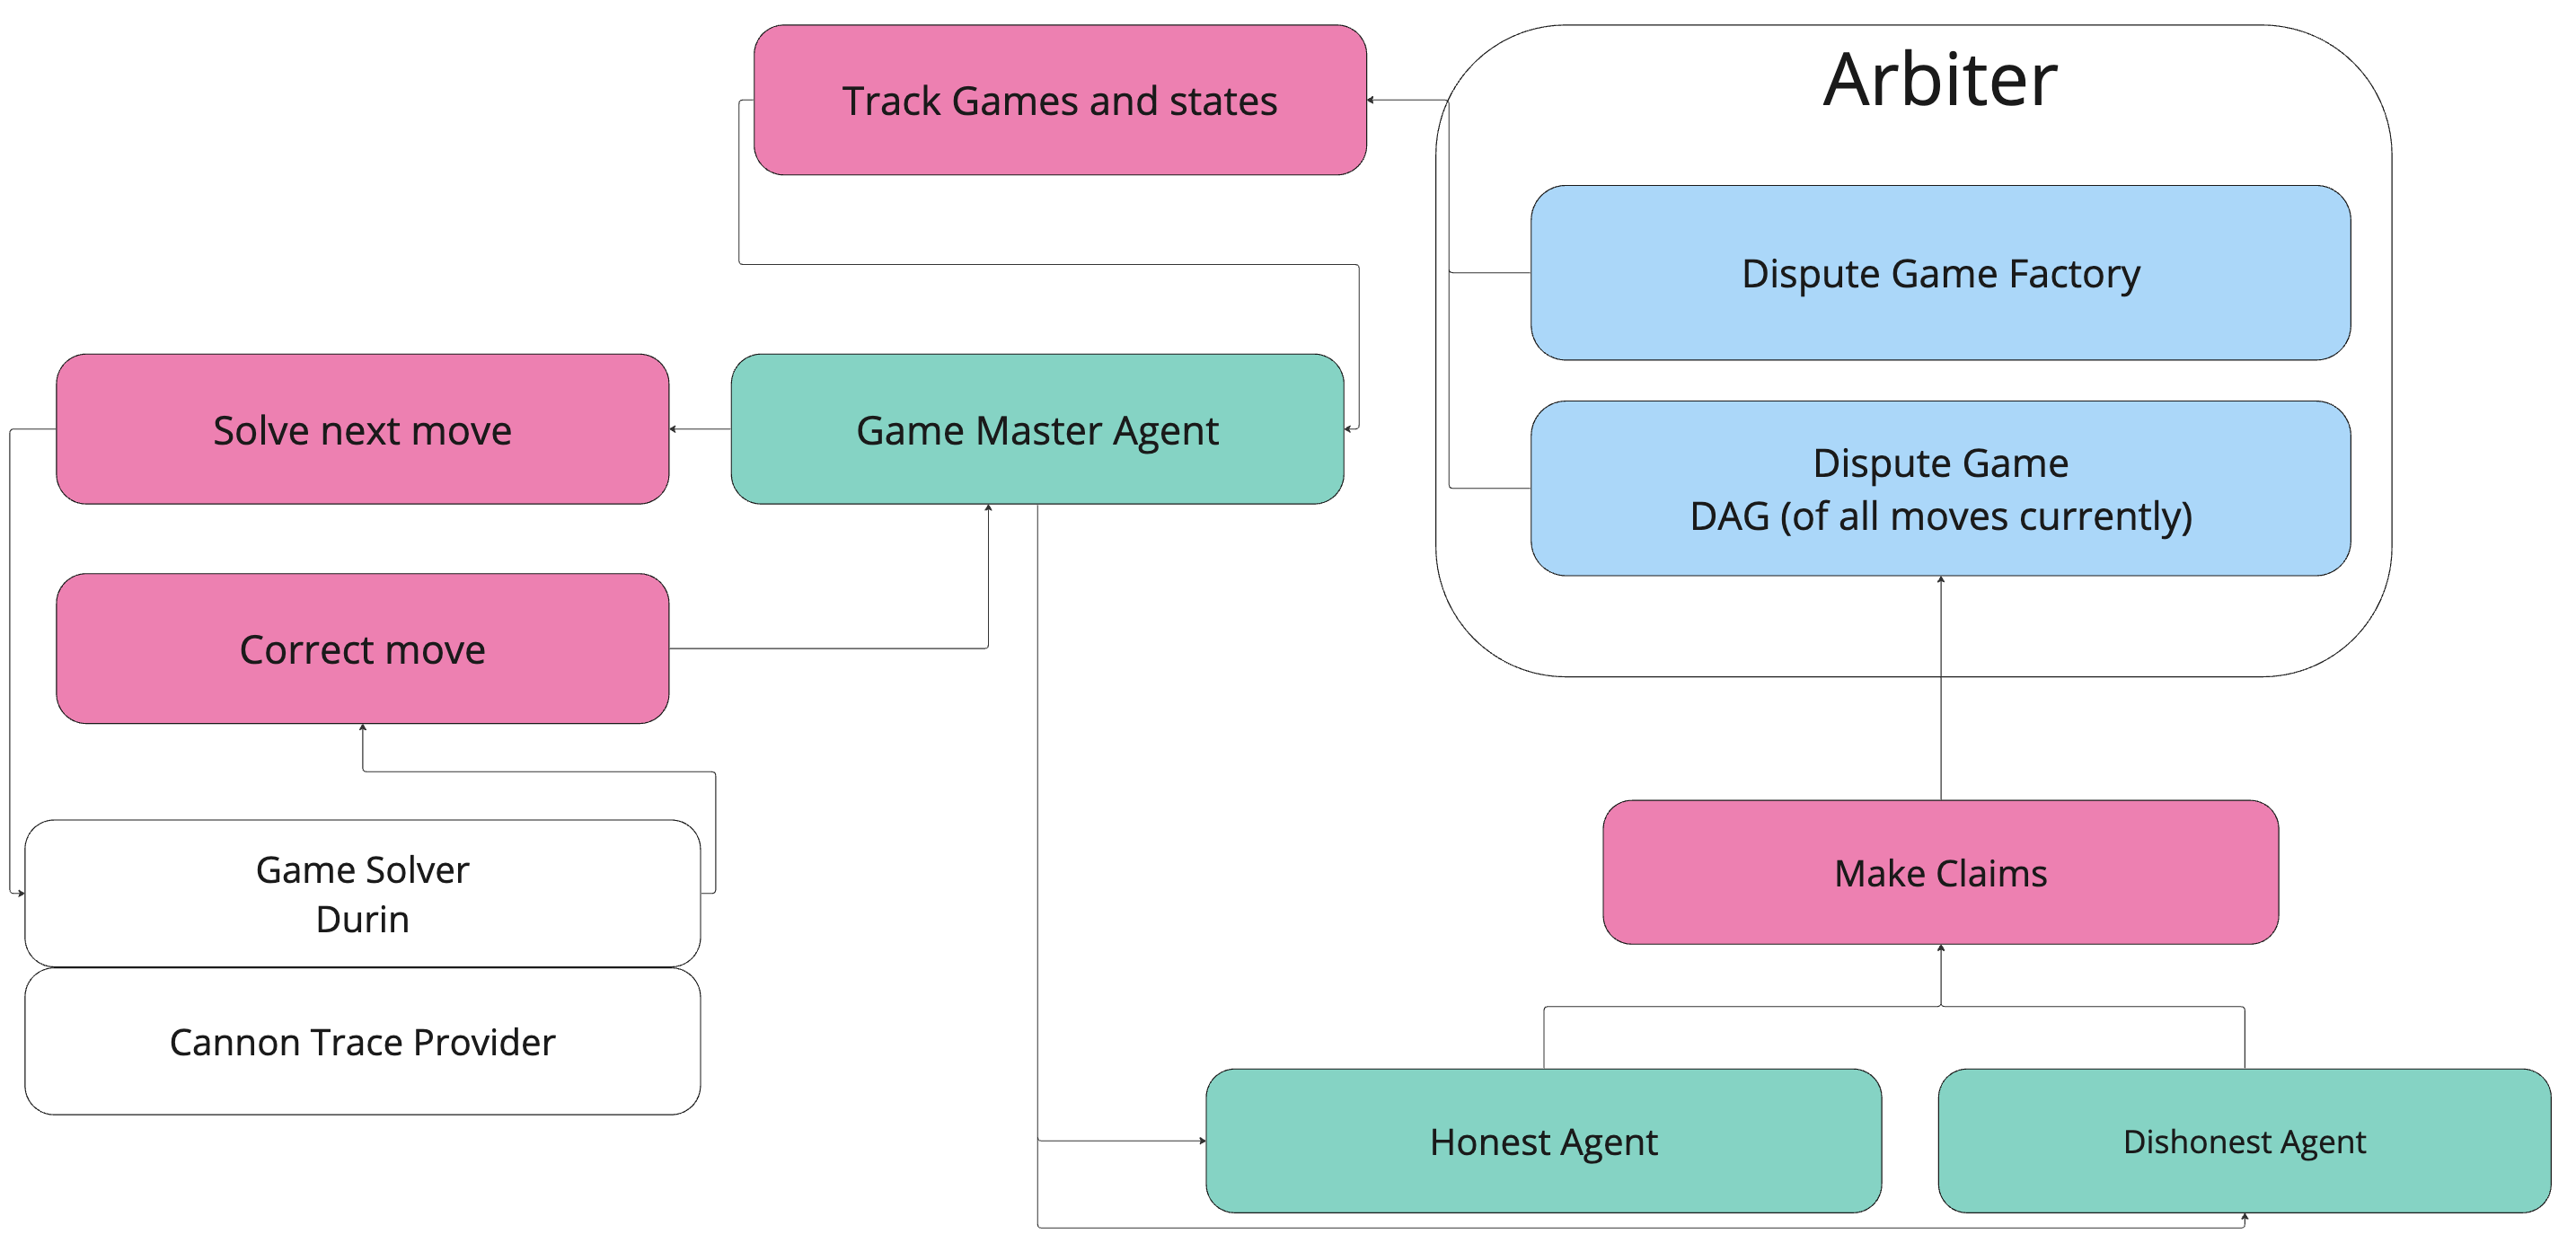 Track Games and states
Arbiter
Dispute Game Factory
Solve next move
Game Master Agent
Dispute Game
DAG (of all moves currently)
Correct move
Game Solver
Durin
Make Claims
Cannon Trace Provider
Honest Agent
Dishonest Agent